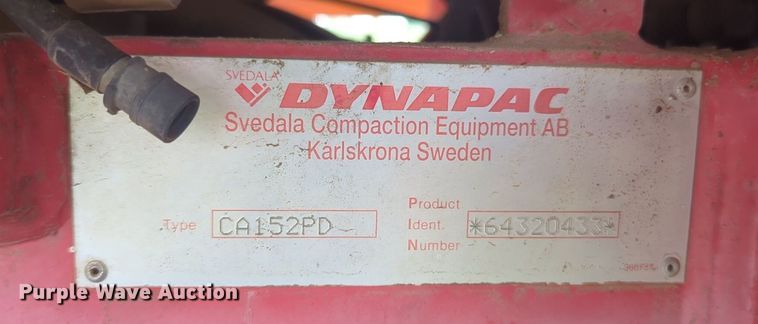 SVEDALA
DYNAPAC
Svedala Compaction Equipment AB
Karlskrona Sweden
Type CA152PD
Product
Ident. *64320433*
Number
Purple Wave Auction